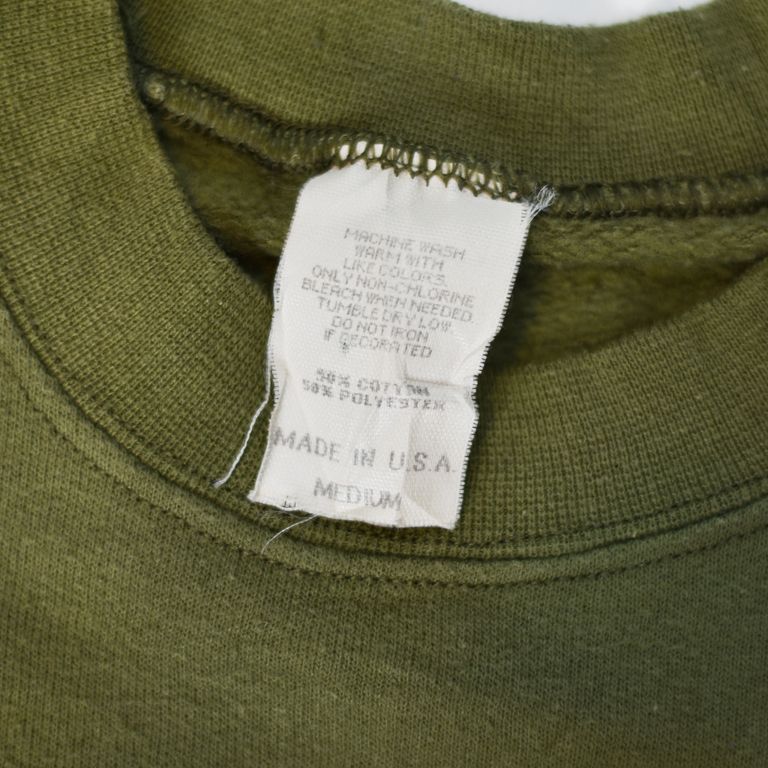 MACHINE WASH
WARM WITH
LIKE COLORS.
ONLY NON-CHLORINE
BLEACH WHEN NEEDED.
TUMBLE DRY LOW.
DO NOT IRON
IF DECORATED
50% COTTON
50% POLYESTER
MADE IN U.S.A.
MEDIUM